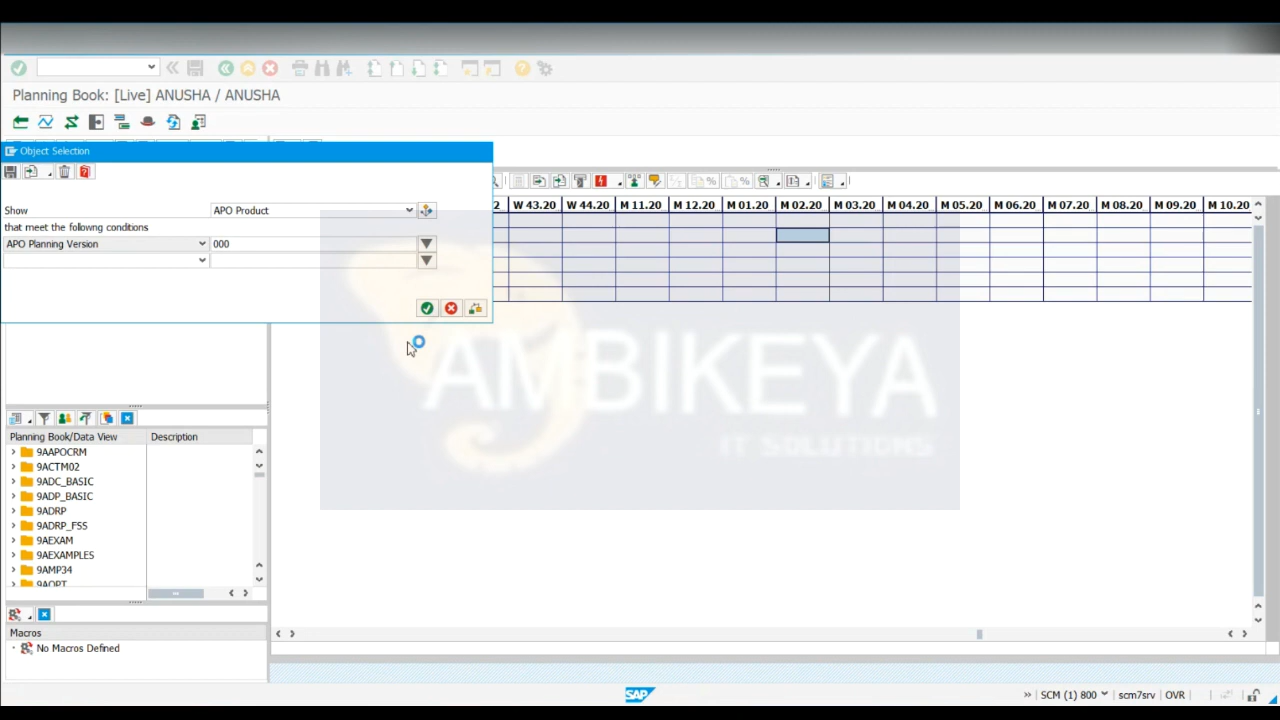 Planning Book: [Live] ANUSHA / ANUSHA
Object Selection
Show APO Product
that meet the followng conditions
APO Planning Version 000
2 W 43.20 W 44.20 M 11.20 M 12.20 M 01.20 M 02.20 M 03.20 M 04.20 M 05.20 M 06.20 M 07.20 M 08.20 M 09.20 M 10.20
AMBIKEYA
IT SOLUTIONS
Planning Book/Data View Description
9AAPOCRM
9ACTM02
9ADC_BASIC
9ADP_BASIC
9ADRP
9ADRP_FSS
9AEXAM
9AEXAMPLES
9AMP34
9AOPT
Macros
No Macros Defined
SAP
SCM (1) 800 scm7srv OVR